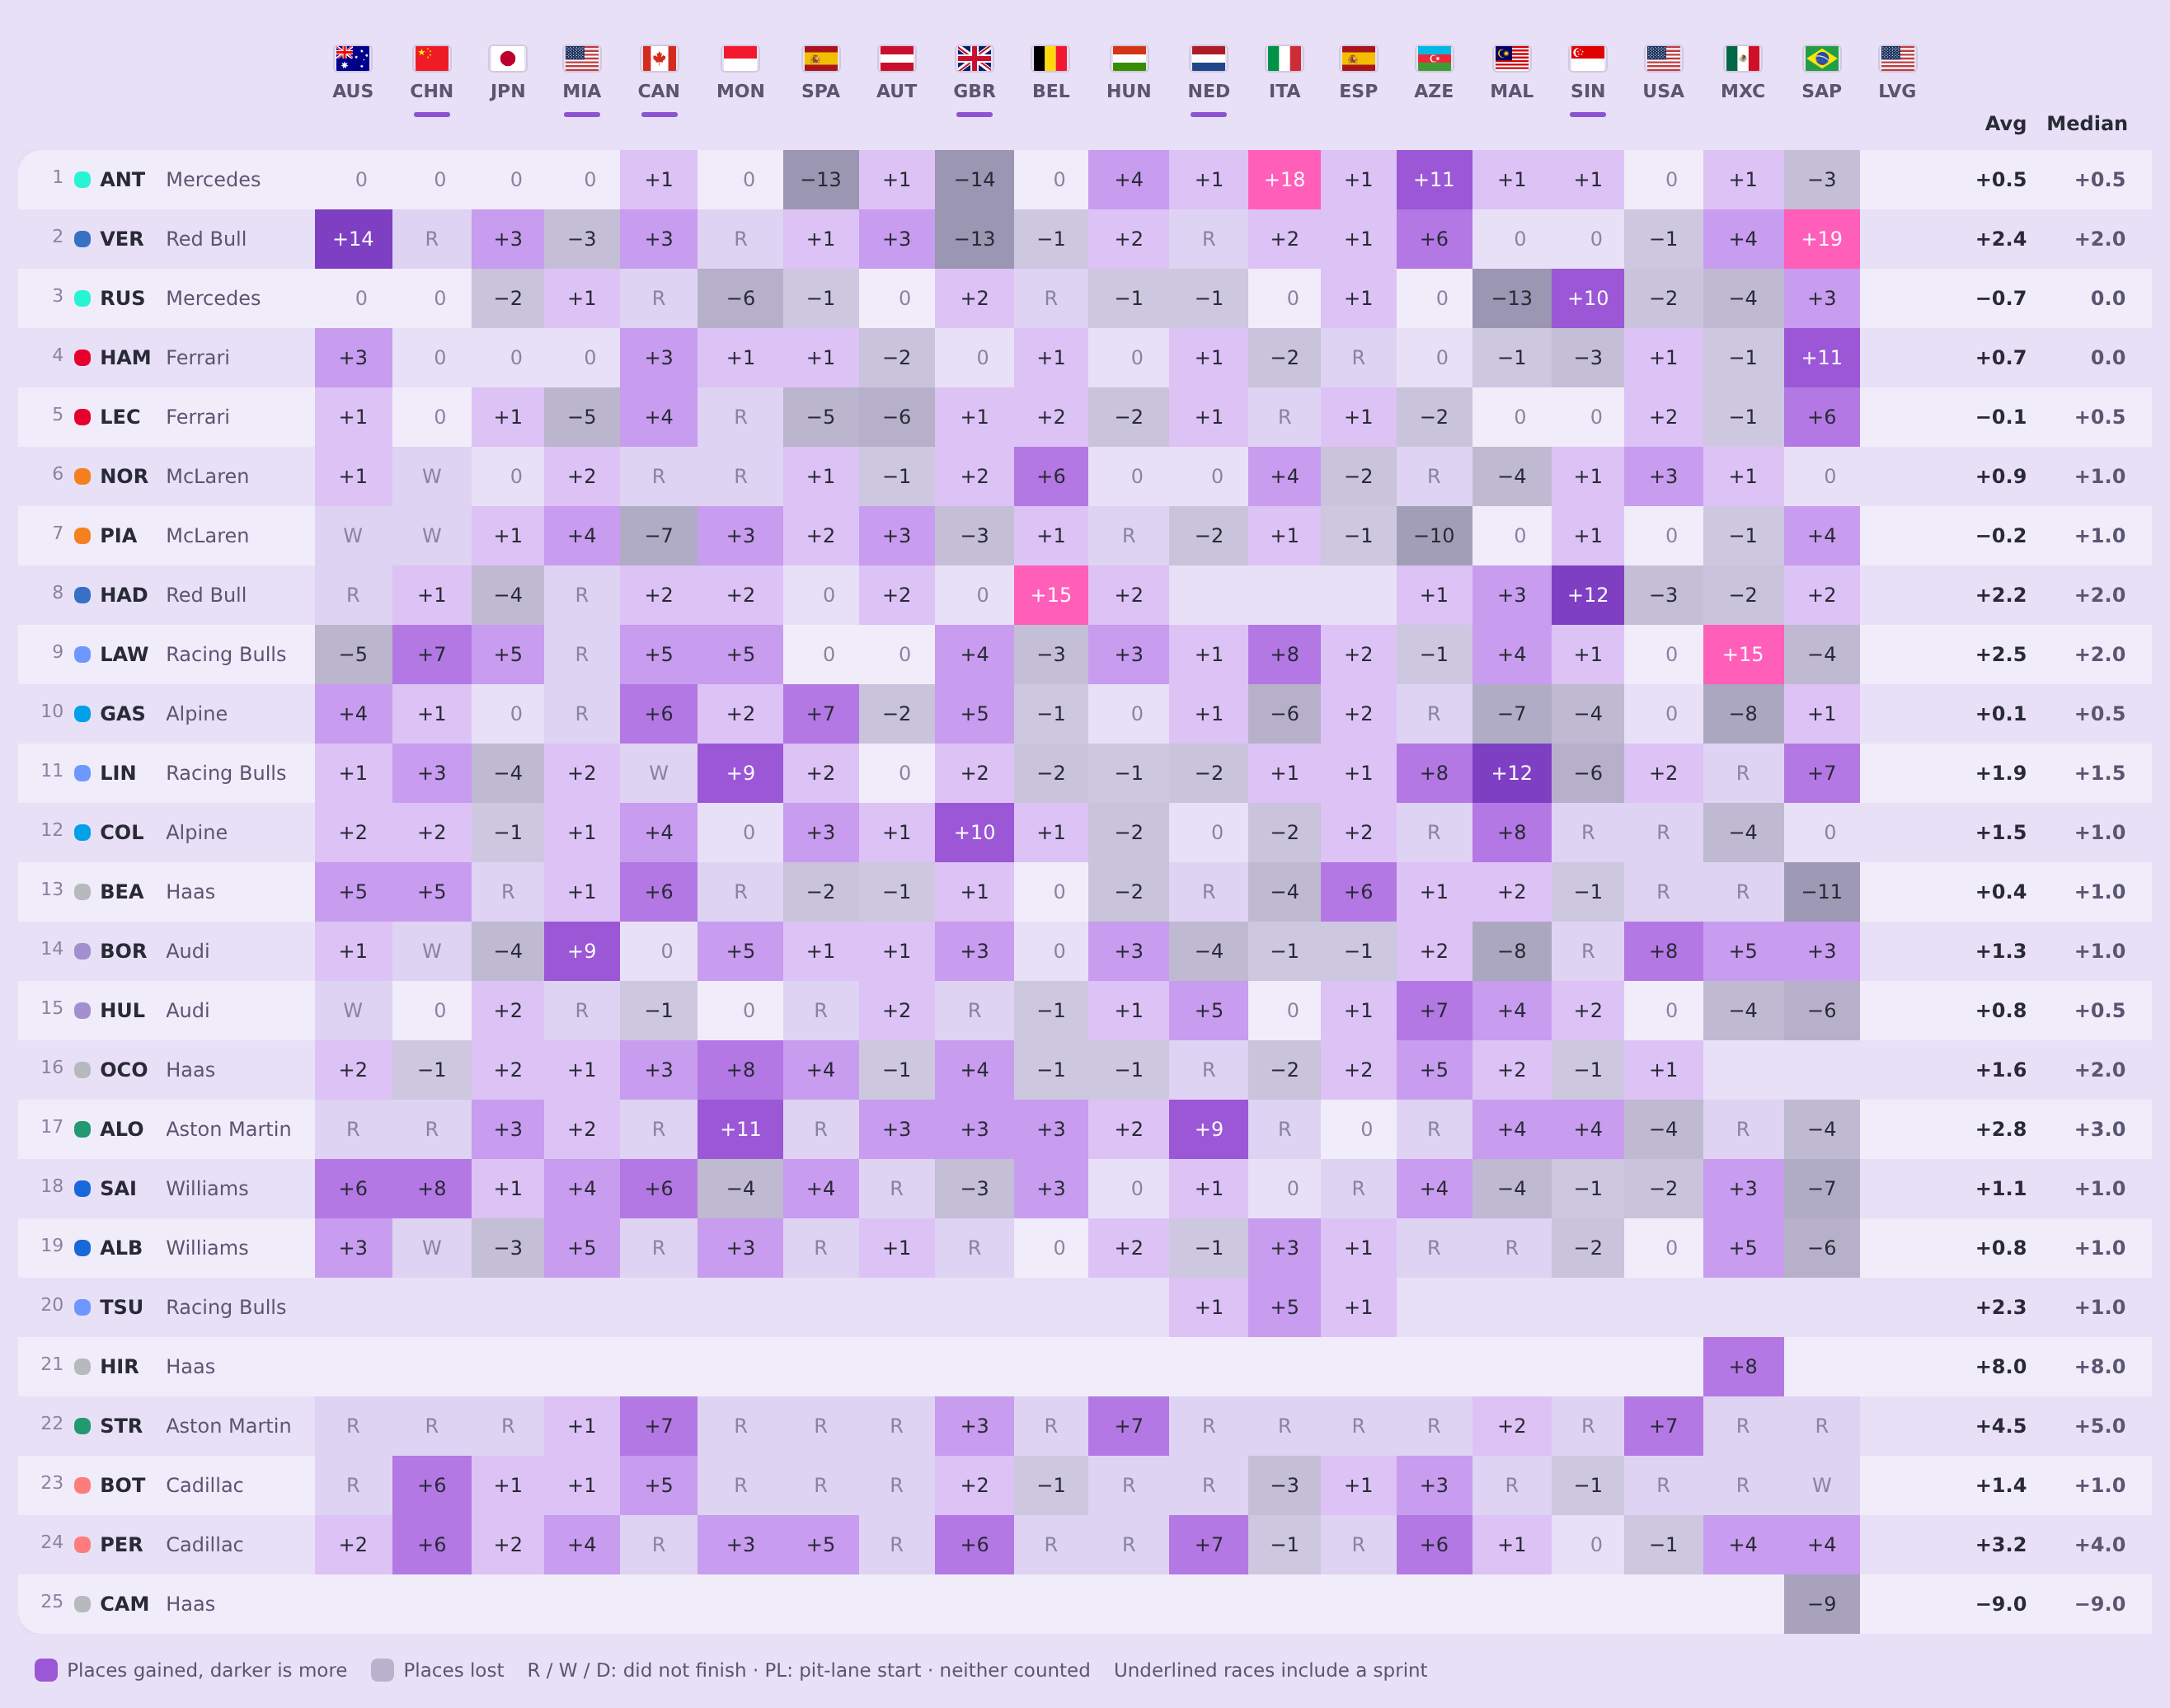 AUS CHN JPN MIA CAN MON SPA AUT GBR BEL HUN NED ITA ESP AZE MAL SIN USA MXC SAP LVG
Avg Median
1 ANT Mercedes 0 0 0 0 +1 0 −13 +1 −14 0 +4 +1 +18 +1 +11 +1 +1 0 +1 −3 +0.5 +0.5
2 VER Red Bull +14 R +3 −3 +3 R +1 +3 −13 −1 +2 R +2 +1 +6 0 0 −1 +4 +19 +2.4 +2.0
3 RUS Mercedes 0 0 −2 +1 R −6 −1 0 +2 R −1 −1 0 +1 0 −13 +10 −2 −4 +3 −0.7 0.0
4 HAM Ferrari +3 0 0 0 +3 +1 +1 −2 0 +1 0 +1 −2 R 0 −1 −3 +1 −1 +11 +0.7 0.0
5 LEC Ferrari +1 0 +1 −5 +4 R −5 −6 +1 +2 −2 +1 R +1 −2 0 0 +2 −1 +6 −0.1 +0.5
6 NOR McLaren +1 W 0 +2 R R +1 −1 +2 +6 0 0 +4 −2 R −4 +1 +3 +1 0 +0.9 +1.0
7 PIA McLaren W W +1 +4 −7 +3 +2 +3 −3 +1 R −2 +1 −1 −10 0 +1 0 −1 +4 −0.2 +1.0
8 HAD Red Bull R +1 −4 R +2 +2 0 +2 0 +15 +2 +1 +3 +12 −3 −2 +2 +2.2 +2.0
9 LAW Racing Bulls −5 +7 +5 R +5 +5 0 0 +4 −3 +3 +1 +8 +2 −1 +4 +1 0 +15 −4 +2.5 +2.0
10 GAS Alpine +4 +1 0 R +6 +2 +7 −2 +5 −1 0 +1 −6 +2 R −7 −4 0 −8 +1 +0.1 +0.5
11 LIN Racing Bulls +1 +3 −4 +2 W +9 +2 0 +2 −2 −1 −2 +1 +1 +8 +12 −6 +2 R +7 +1.9 +1.5
12 COL Alpine +2 +2 −1 +1 +4 0 +3 +1 +10 +1 −2 0 −2 +2 R +8 R R −4 0 +1.5 +1.0
13 BEA Haas +5 +5 R +1 +6 R −2 −1 +1 0 −2 R −4 +6 +1 +2 −1 R R −11 +0.4 +1.0
14 BOR Audi +1 W −4 +9 0 +5 +1 +1 +3 0 +3 −4 −1 −1 +2 −8 R +8 +5 +3 +1.3 +1.0
15 HUL Audi W 0 +2 R −1 0 R +2 R −1 +1 +5 0 +1 +7 +4 +2 0 −4 −6 +0.8 +0.5
16 OCO Haas +2 −1 +2 +1 +3 +8 +4 −1 +4 −1 −1 R −2 +2 +5 +2 −1 +1 +1.6 +2.0
17 ALO Aston Martin R R +3 +2 R +11 R +3 +3 +3 +2 +9 R 0 R +4 +4 −4 R −4 +2.8 +3.0
18 SAI Williams +6 +8 +1 +4 +6 −4 +4 R −3 +3 0 +1 0 R +4 −4 −1 −2 +3 −7 +1.1 +1.0
19 ALB Williams +3 W −3 +5 R +3 R +1 R 0 +2 −1 +3 +1 R R −2 0 +5 −6 +0.8 +1.0
20 TSU Racing Bulls +1 +5 +1 +2.3 +1.0
21 HIR Haas +8 +8.0 +8.0
22 STR Aston Martin R R R +1 +7 R R R +3 R +7 R R R R +2 R +7 R R +4.5 +5.0
23 BOT Cadillac R +6 +1 +1 +5 R R R +2 −1 R R −3 +1 +3 R −1 R R W +1.4 +1.0
24 PER Cadillac +2 +6 +2 +4 R +3 +5 R +6 R R +7 −1 R +6 +1 0 −1 +4 +4 +3.2 +4.0
25 CAM Haas −9 −9.0 −9.0
Places gained, darker is more Places lost R / W / D: did not finish · PL: pit-lane start · neither counted Underlined races include a sprint